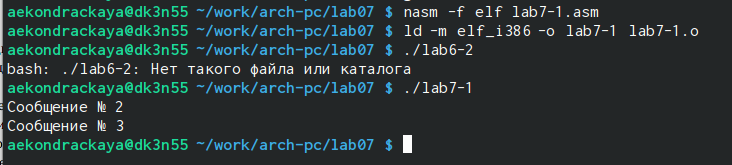 aekondrackaya@dk3n55 ~/work/arch-pc/lab07 $ nasm -f elf lab7-1.asm
aekondrackaya@dk3n55 ~/work/arch-pc/lab07 $ ld -m elf_i386 -o lab7-1 lab7-1.o
aekondrackaya@dk3n55 ~/work/arch-pc/lab07 $ ./lab6-2
bash: ./lab6-2: Нет такого файла или каталога
aekondrackaya@dk3n55 ~/work/arch-pc/lab07 $ ./lab7-1
Сообщение № 2
Сообщение № 3
aekondrackaya@dk3n55 ~/work/arch-pc/lab07 $